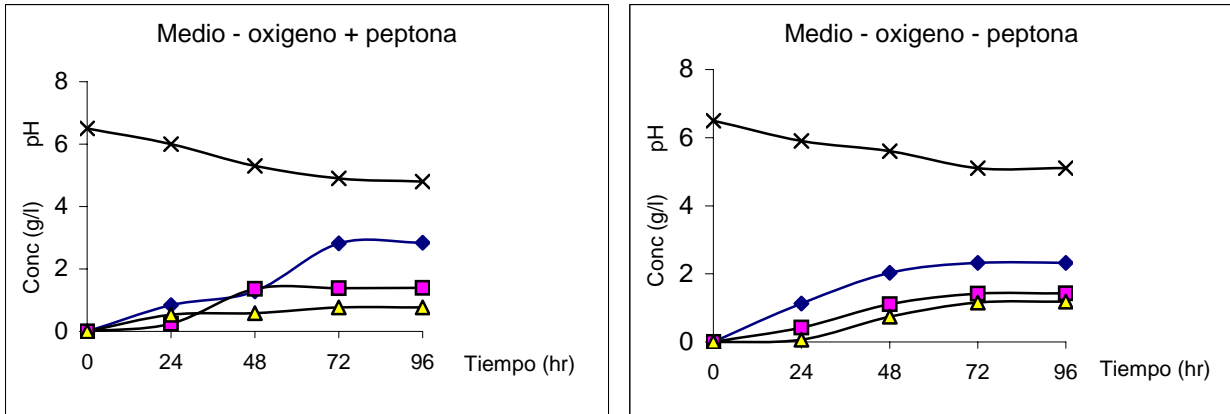 Medio - oxigeno + peptona
8
6
4
2
0
pH
Conc (g/l)
0 24 48 72 96
Tiempo (hr)
Medio - oxigeno - peptona
8
6
4
2
0
pH
Conc (g/l)
0 24 48 72 96
Tiempo (hr)